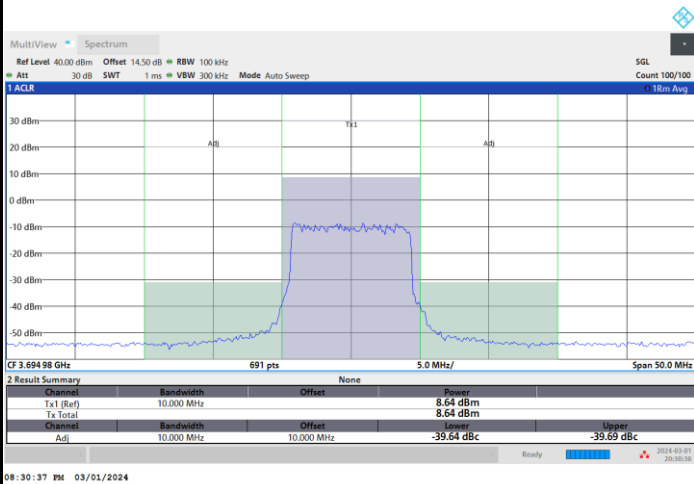 MultiView Spectrum
Ref Level 40.00 dBm Offset 14.50 dB RBW 100 kHz SGL
Att 30 dB SWT 1 ms VBW 300 kHz Mode Auto Sweep Count 100/100
1 ACLR 1Rm Avg
30 dBm
Tx1
20 dBm
Adj Adj
10 dBm
0 dBm
-10 dBm
-20 dBm
-30 dBm
-40 dBm
-50 dBm
CF 3.694 98 GHz 691 pts 5.0 MHz/ Span 50.0 MHz
2 Result Summary None
Channel Bandwidth Offset Power
Tx1 (Ref) 10.000 MHz 8.64 dBm
Tx Total 8.64 dBm
Channel Bandwidth Offset Lower Upper
Adj 10.000 MHz 10.000 MHz -39.64 dBc -39.69 dBc
Ready 2024-03-01
20:30:38
08:30:37 PM 03/01/2024